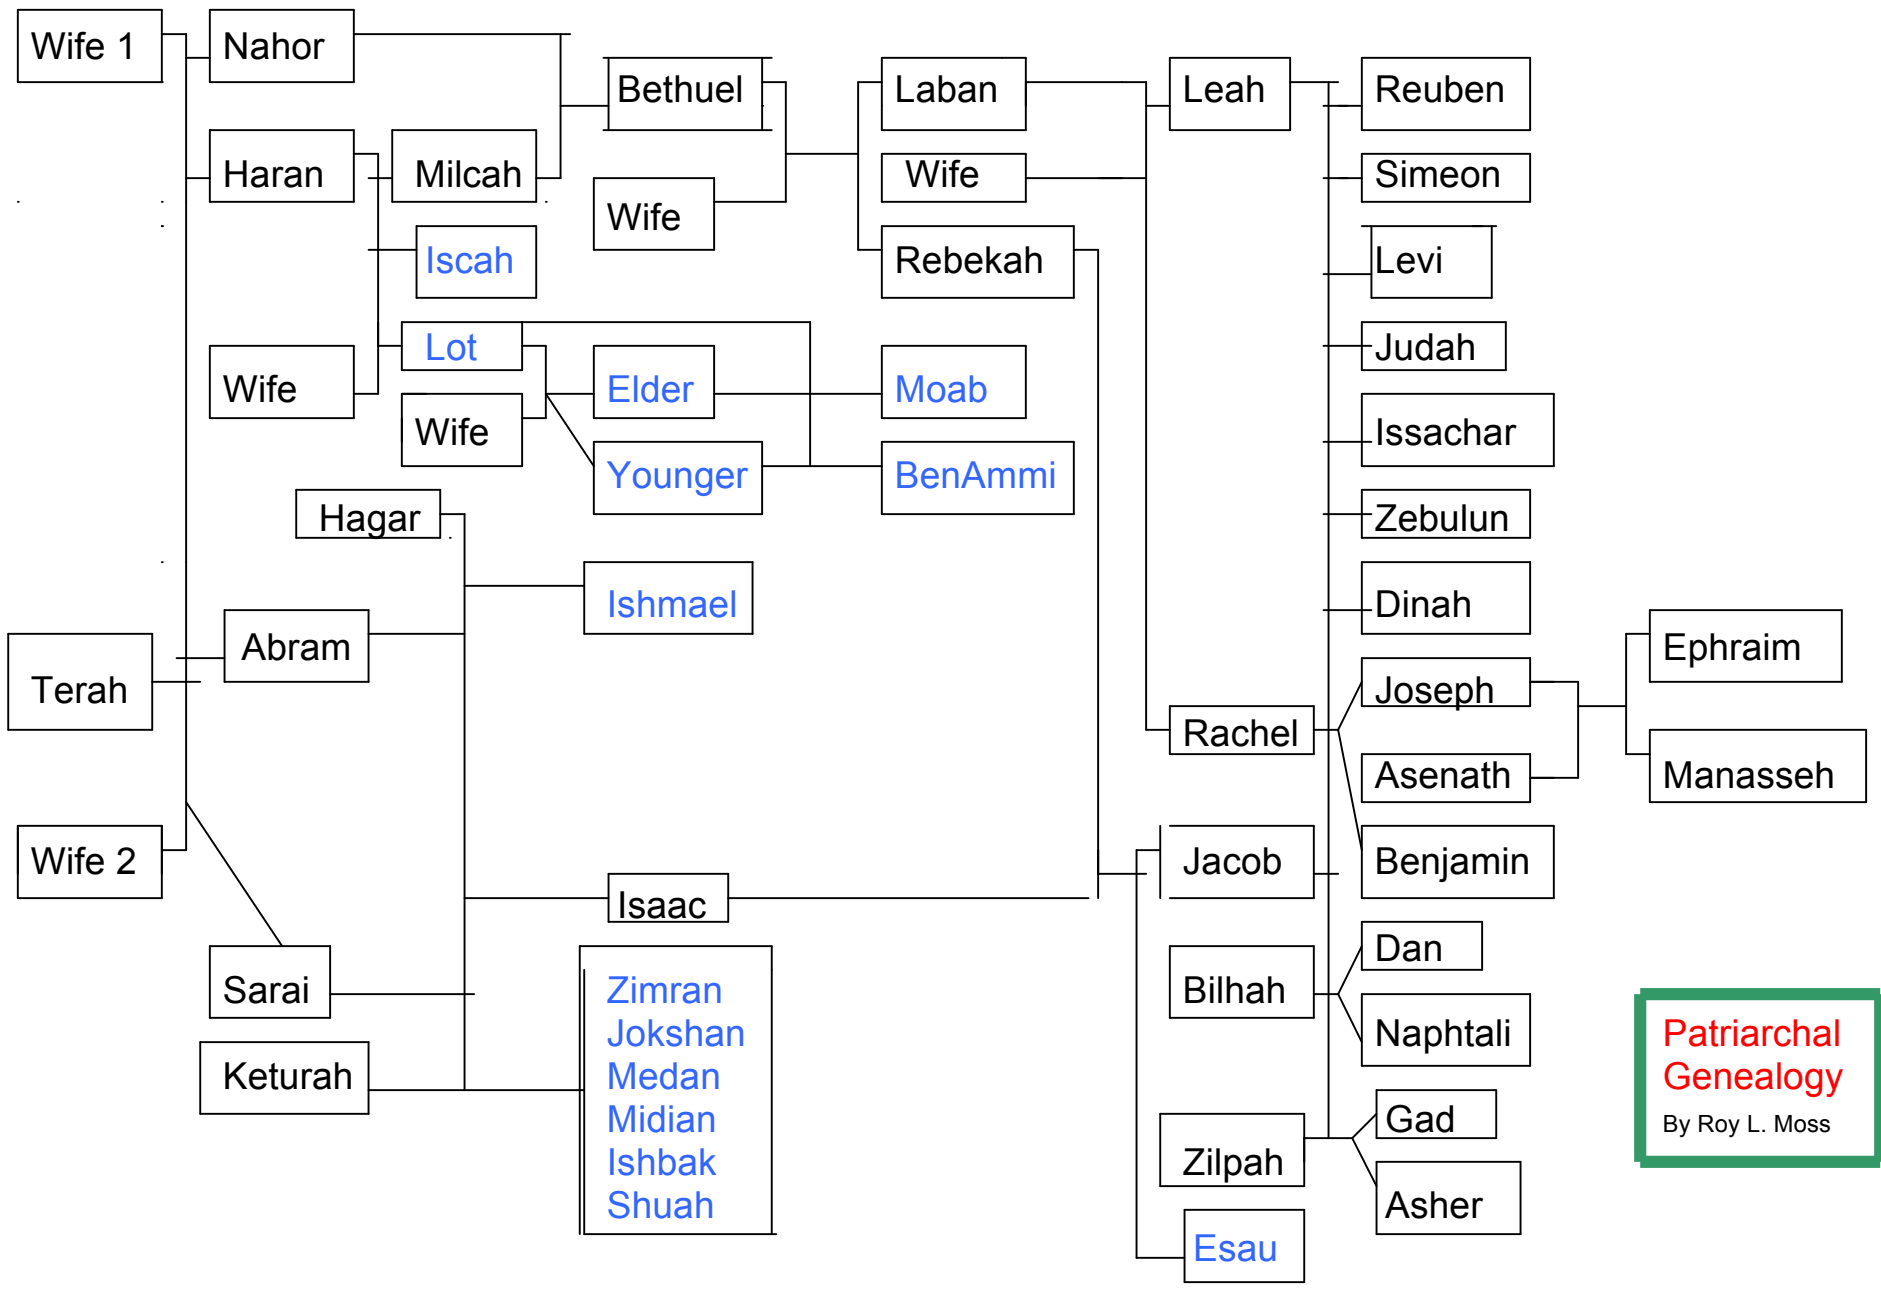 Wife 1
Nahor
Bethuel
Laban
Leah
Reuben
Haran
Milcah
Wife
Wife
Simeon
Iscah
Rebekah
Levi
Lot
Judah
Wife
Elder
Moab
Wife
Issachar
Younger
BenAmmi
Hagar
Zebulun
Ishmael
Dinah
Abram
Ephraim
Terah
Joseph
Rachel
Asenath
Manasseh
Wife 2
Jacob
Benjamin
Isaac
Dan
Sarai
Bilhah
Naphtali
Zimran
Jokshan
Medan
Midian
Ishbak
Shuah
Keturah
Gad
Zilpah
Asher
Esau
Patriarchal
Genealogy
By Roy L. Moss